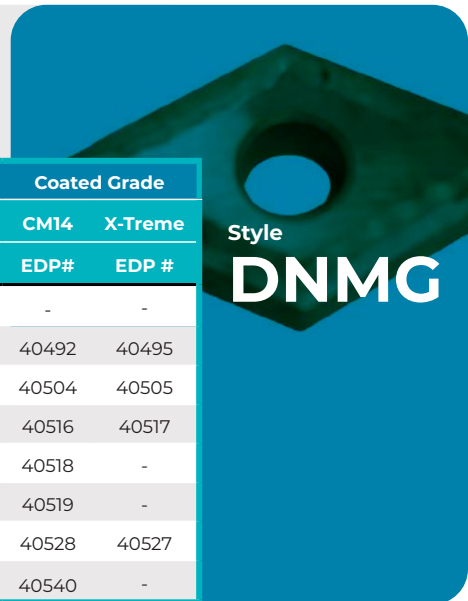 Coated Grade
CM14 X-Treme
EDP# EDP #
- -
40492 40495
40504 40505
40516 40517
40518 -
40519 -
40528 40527
40540 -
Style
DNMG